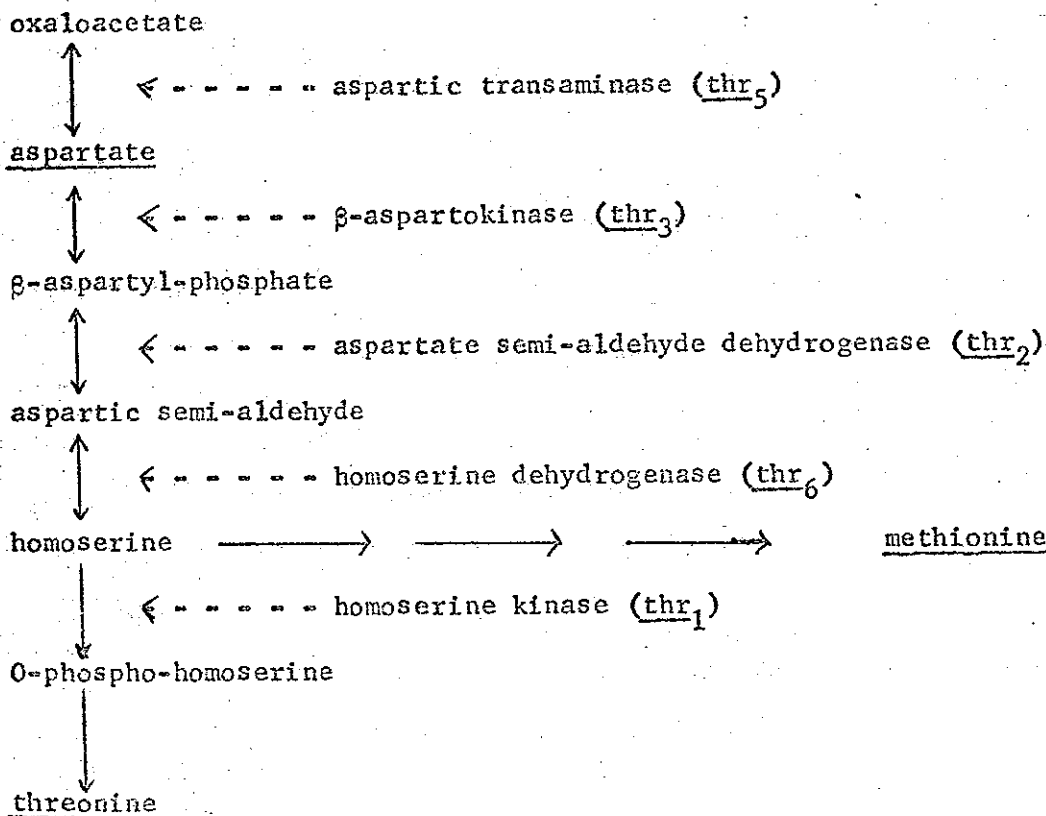 oxaloacetate
aspartic transaminase (thr5)
aspartate
β-aspartokinase (thr3)
β-aspartyl-phosphate
aspartate semi-aldehyde dehydrogenase (thr2)
aspartic semi-aldehyde
homoserine dehydrogenase (thr6)
homoserine methionine
homoserine kinase (thr1)
O-phospho-homoserine
threonine